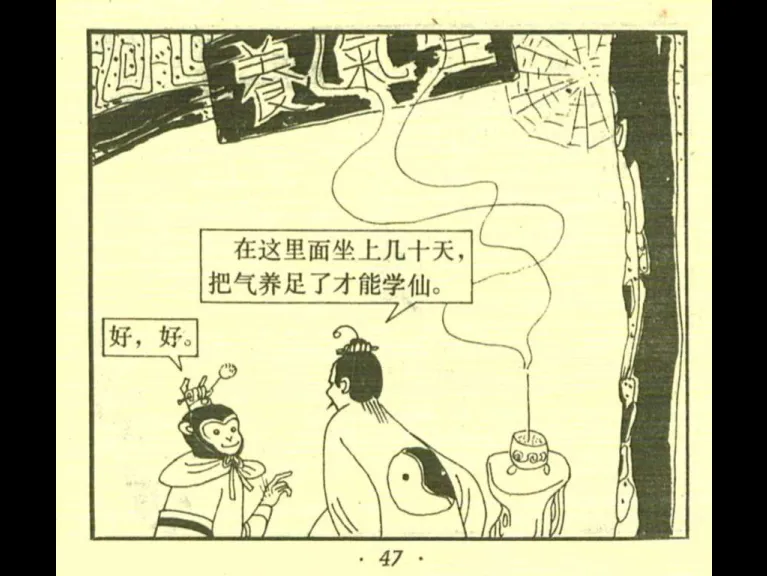 養氣室
在这里面坐上几十天，
把气养足了才能学仙。
好，好。
· 47 ·